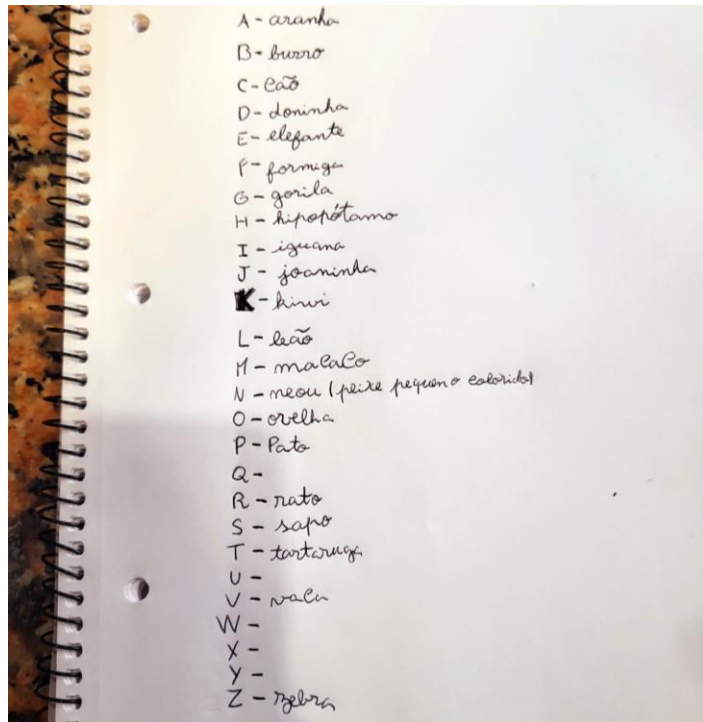 A - aranha
B - burro
C - cão
D - doninha
E - elefante
F - formiga
G - gorila
H - hipopótamo
I - iguana
J - joaninha
K - kiwi
L - leão
M - macaco
N - neon (peixe pequeno colorido)
O - ovelha
P - Pato
Q -
R - rato
S - sapo
T - tartaruga
U -
V - vaca
W -
X -
Y -
Z - zebra